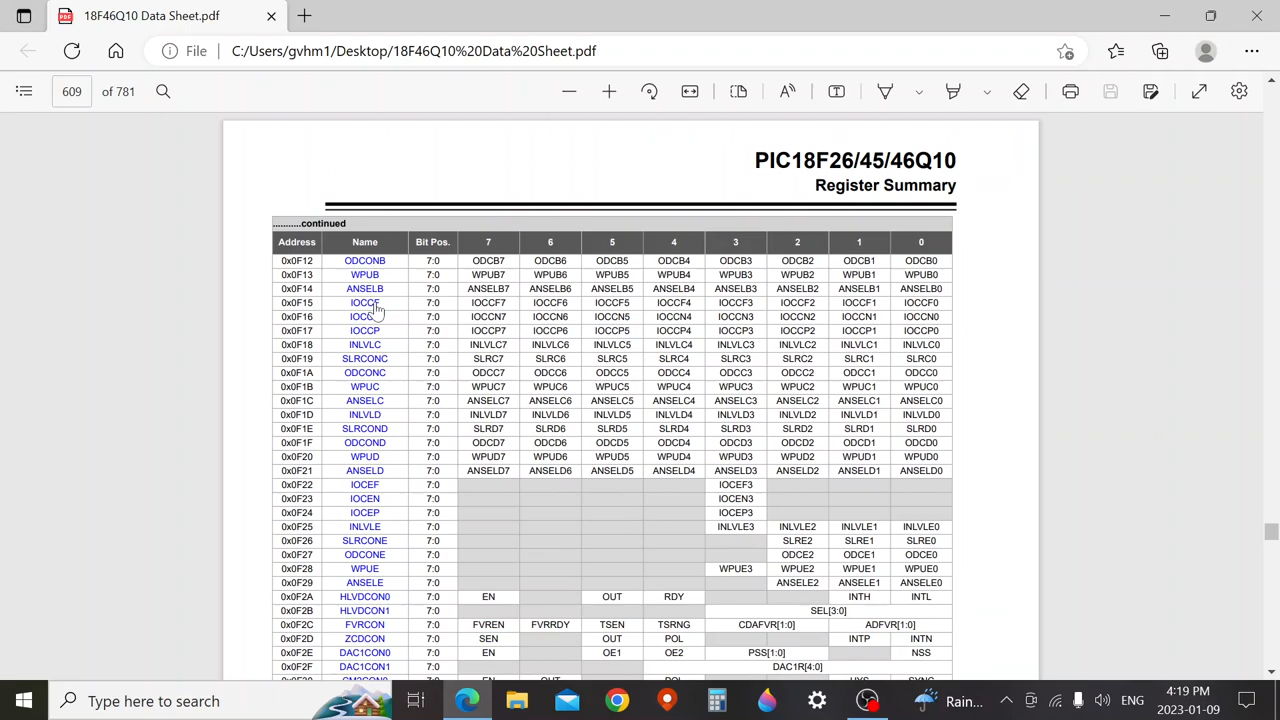 18F46Q10 Data Sheet.pdf
File C:/Users/gvhm1/Desktop/18F46Q10%20Data%20Sheet.pdf
609 of 781
PIC18F26/45/46Q10
Register Summary
...........continued
Address Name Bit Pos. 7 6 5 4 3 2 1 0
0x0F12 ODCONB 7:0 ODCB7 ODCB6 ODCB5 ODCB4 ODCB3 ODCB2 ODCB1 ODCB0
0x0F13 WPUB 7:0 WPUB7 WPUB6 WPUB5 WPUB4 WPUB3 WPUB2 WPUB1 WPUB0
0x0F14 ANSELB 7:0 ANSELB7 ANSELB6 ANSELB5 ANSELB4 ANSELB3 ANSELB2 ANSELB1 ANSELB0
0x0F15 IOCCF 7:0 IOCCF7 IOCCF6 IOCCF5 IOCCF4 IOCCF3 IOCCF2 IOCCF1 IOCCF0
0x0F16 7:0 IOCCN7 IOCCN6 IOCCN5 IOCCN4 IOCCN3 IOCCN2 IOCCN1 IOCCN0
0x0F17 IOCCP 7:0 IOCCP7 IOCCP6 IOCCP5 IOCCP4 IOCCP3 IOCCP2 IOCCP1 IOCCP0
0x0F18 INLVLC 7:0 INLVLC7 INLVLC6 INLVLC5 INLVLC4 INLVLC3 INLVLC2 INLVLC1 INLVLC0
0x0F19 SLRCONC 7:0 SLRC7 SLRC6 SLRC5 SLRC4 SLRC3 SLRC2 SLRC1 SLRC0
0x0F1A ODCONC 7:0 ODCC7 ODCC6 ODCC5 ODCC4 ODCC3 ODCC2 ODCC1 ODCC0
0x0F1B WPUC 7:0 WPUC7 WPUC6 WPUC5 WPUC4 WPUC3 WPUC2 WPUC1 WPUC0
0x0F1C ANSELC 7:0 ANSELC7 ANSELC6 ANSELC5 ANSELC4 ANSELC3 ANSELC2 ANSELC1 ANSELC0
0x0F1D INLVLD 7:0 INLVLD7 INLVLD6 INLVLD5 INLVLD4 INLVLD3 INLVLD2 INLVLD1 INLVLD0
0x0F1E SLRCOND 7:0 SLRD7 SLRD6 SLRD5 SLRD4 SLRD3 SLRD2 SLRD1 SLRD0
0x0F1F ODCOND 7:0 ODCD7 ODCD6 ODCD5 ODCD4 ODCD3 ODCD2 ODCD1 ODCD0
0x0F20 WPUD 7:0 WPUD7 WPUD6 WPUD5 WPUD4 WPUD3 WPUD2 WPUD1 WPUD0
0x0F21 ANSELD 7:0 ANSELD7 ANSELD6 ANSELD5 ANSELD4 ANSELD3 ANSELD2 ANSELD1 ANSELD0
0x0F22 IOCEF 7:0 IOCEF3
0x0F23 IOCEN 7:0 IOCEN3
0x0F24 IOCEP 7:0 IOCEP3
0x0F25 INLVLE 7:0 INLVLE3 INLVLE2 INLVLE1 INLVLE0
0x0F26 SLRCONE 7:0 SLRE2 SLRE1 SLRE0
0x0F27 ODCONE 7:0 ODCE2 ODCE1 ODCE0
0x0F28 WPUE 7:0 WPUE3 WPUE2 WPUE1 WPUE0
0x0F29 ANSELE 7:0 ANSELE2 ANSELE1 ANSELE0
0x0F2A HLVDCON0 7:0 EN OUT RDY INTH INTL
0x0F2B HLVDCON1 7:0 SEL[3:0]
0x0F2C FVRCON 7:0 FVREN FVRRDY TSEN TSRNG CDAFVR[1:0] ADFVR[1:0]
0x0F2D ZCDCON 7:0 SEN OUT POL INTP INTN
0x0F2E DAC1CON0 7:0 EN OE1 OE2 PSS[1:0] NSS
0x0F2F DAC1CON1 7:0 DAC1R[4:0]
Type here to search
Rain...
ENG
4:19 PM
2023-01-09